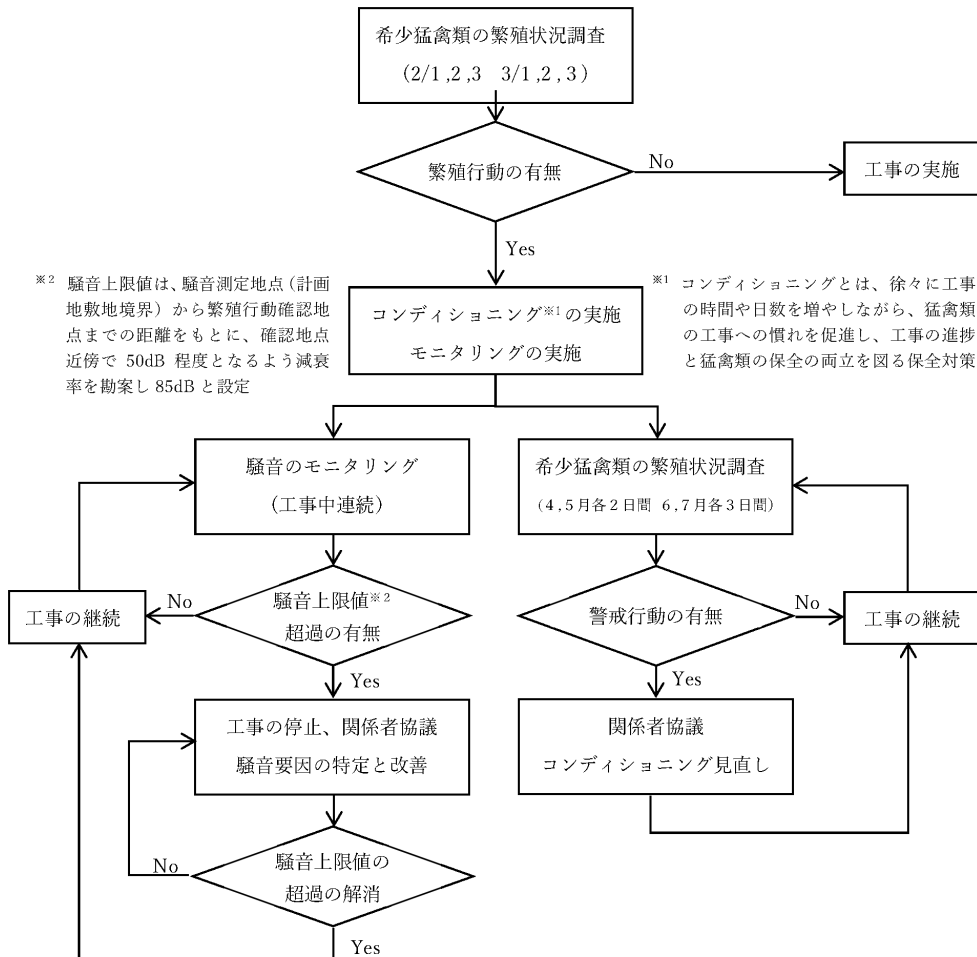 希少猛禽類の繁殖状況調査
(2/1,2,3 3/1,2,3)
繁殖行動の有無
No
工事の実施
Yes
※2 騒音上限値は、騒音測定地点(計画
地敷地境界)から繁殖行動確認地
点までの距離をもとに、確認地点
近傍で 50dB 程度となるよう減衰
率を勘案し 85dB と設定
コンディショニング※1の実施
モニタリングの実施
※1 コンディショニングとは、徐々に工事
の時間や日数を増やしながら、猛禽類
の工事への慣れを促進し、工事の進捗
と猛禽類の保全の両立を図る保全対策
騒音のモニタリング
(工事中連続)
希少猛禽類の繁殖状況調査
(4,5月各2日間 6,7月各3日間)
工事の継続
No
騒音上限値※2
超過の有無
Yes
警戒行動の有無
No
工事の継続
Yes
工事の停止、関係者協議
騒音要因の特定と改善
関係者協議
コンディショニング見直し
No
騒音上限値の
超過の解消
Yes